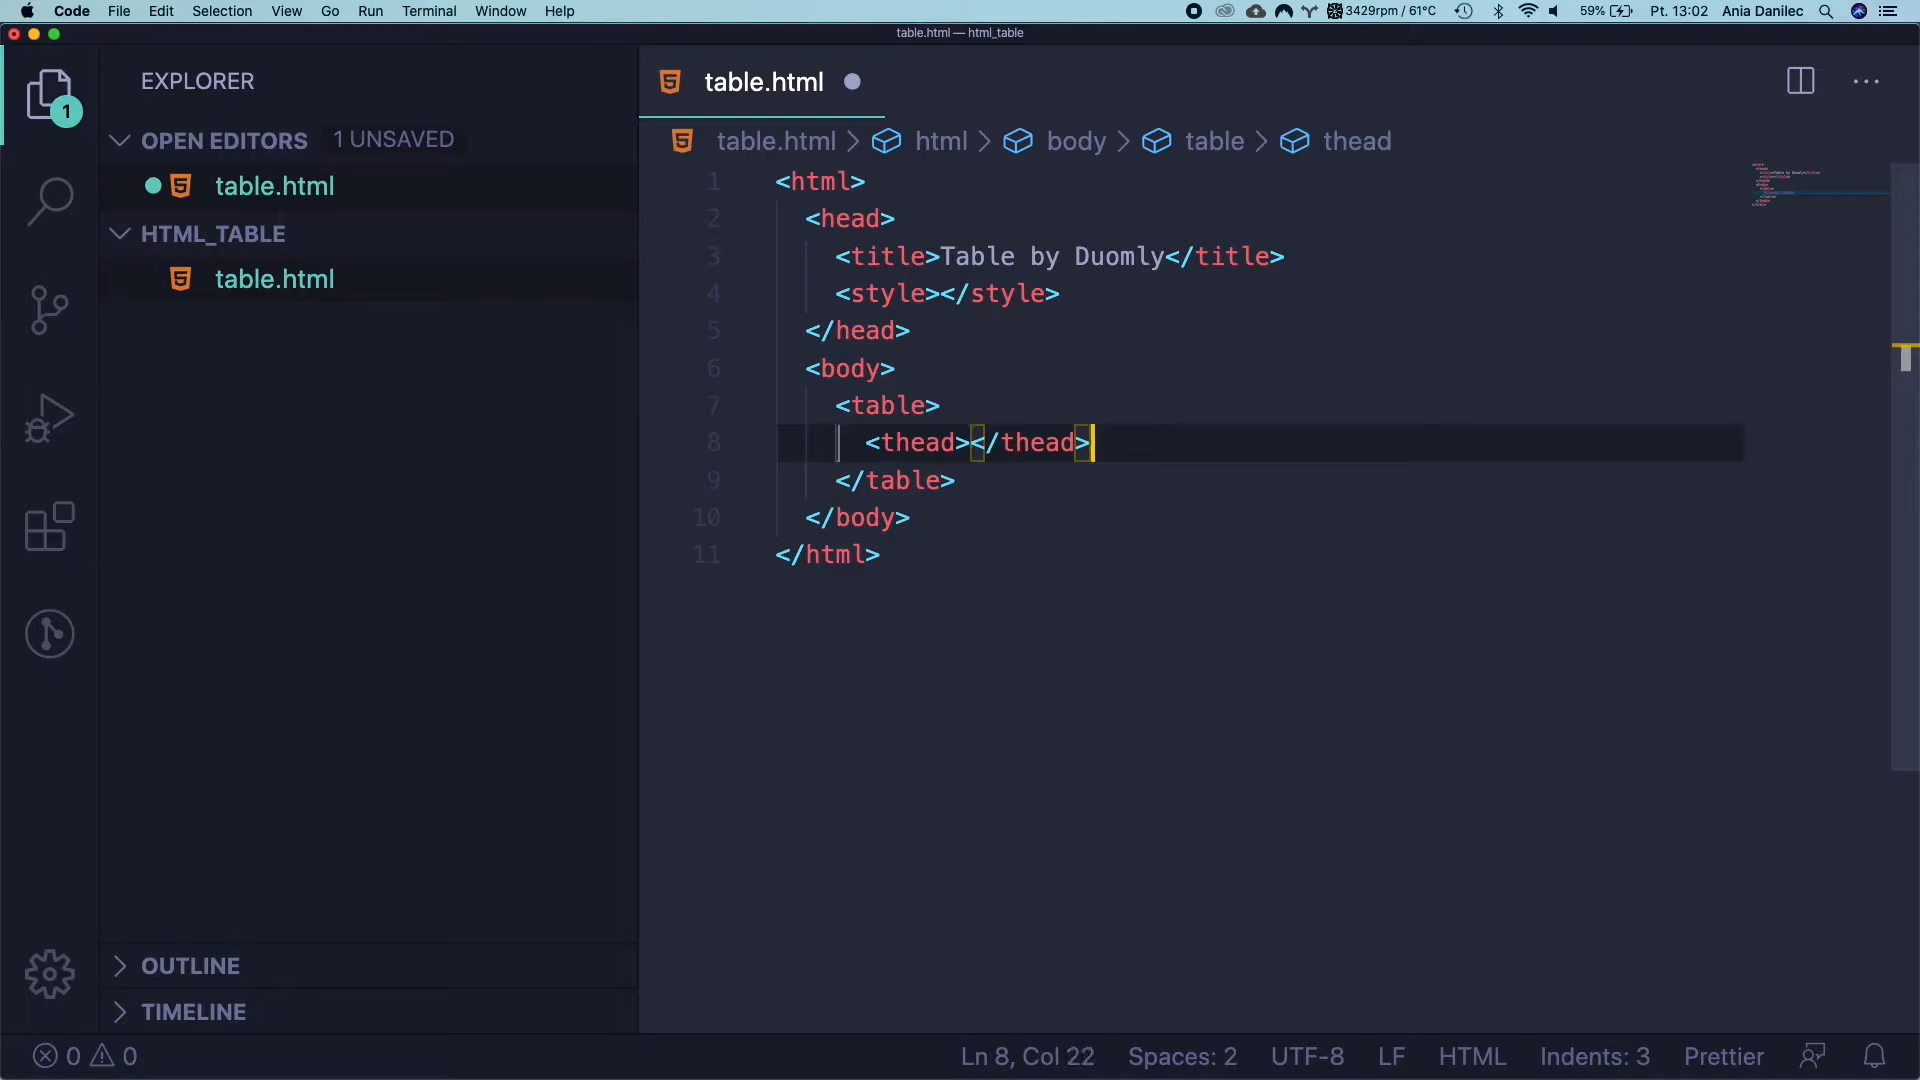 Code File Edit Selection View Go Run Terminal Window Help 3429rpm / 61°C 59% Pt. 13:02 Ania Danilec
table.html — html_table
EXPLORER
1
OPEN EDITORS 1 UNSAVED
table.html
HTML_TABLE
table.html
OUTLINE
TIMELINE
table.html
table.html > html > body > table > thead
1 <html>
2 <head>
3 <title>Table by Duomly</title>
4 <style></style>
5 </head>
6 <body>
7 <table>
8 <thead></thead>
9 </table>
10 </body>
11 </html>
0 0 Ln 8, Col 22 Spaces: 2 UTF-8 LF HTML Indents: 3 Prettier